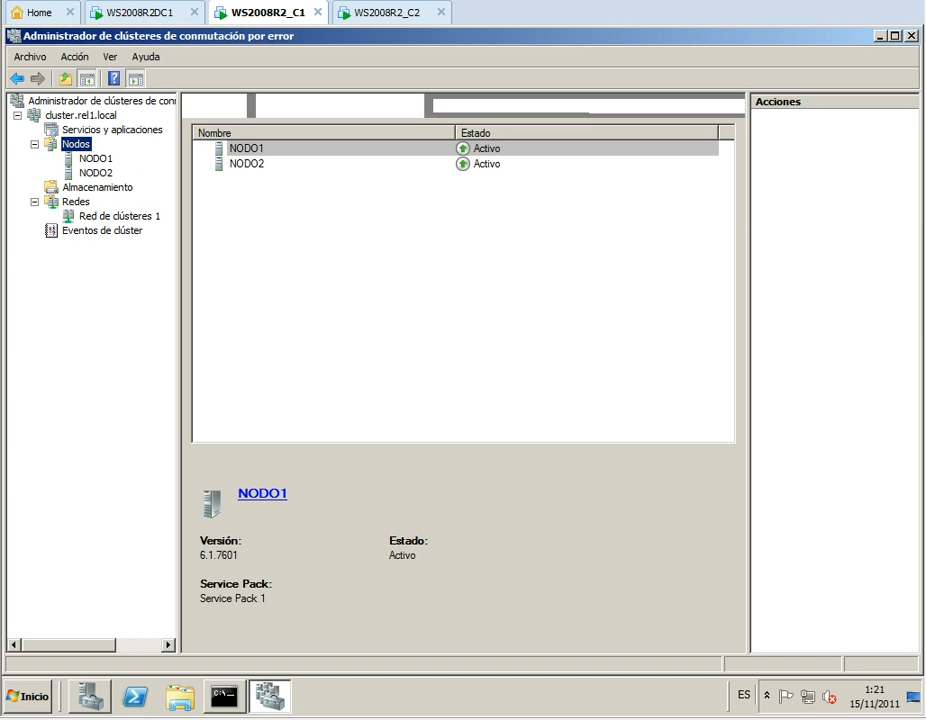 Home WS2008R2DC1 WS2008R2_C1 WS2008R2_C2
Administrador de clústeres de conmutación por error
Archivo Acción Ver Ayuda
Administrador de clústeres de con
cluster.rel1.local
Servicios y aplicaciones
Nodos
NODO1
NODO2
Almacenamiento
Redes
Red de clústeres 1
Eventos de clúster
Nombre Estado
NODO1 Activo
NODO2 Activo
NODO1
Versión: Estado:
6.1.7601 Activo
Service Pack:
Service Pack 1
Acciones
Inicio ES 1:21
15/11/2011